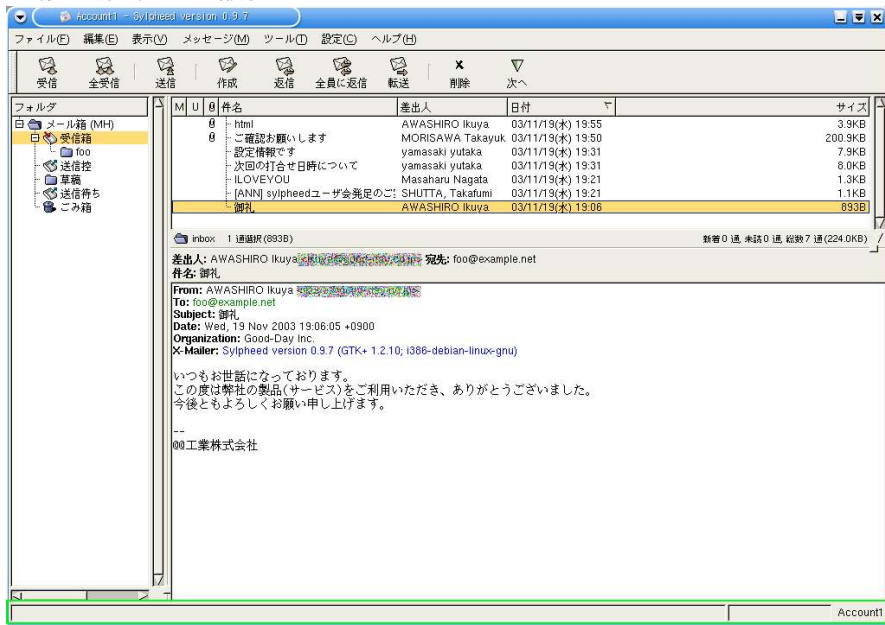 Account1 - Sylpheed version 0.9.7
ファイル(F) 編集(E) 表示(V) メッセージ(M) ツール(T) 設定(C) ヘルプ(H)
受信 全受信 送信 作成 返信 全員に返信 転送 削除 次へ
フォルダ
メール箱 (MH)
受信箱
foo
送信控
草稿
送信待ち
ごみ箱
M U 件名 差出人 日付 サイズ
html AWASHIRO Ikuya 03/11/19(水) 19:55 3.9KB
ご確認お願いします MORISAWA Takayuk 03/11/19(水) 19:50 200.9KB
設定情報です yamasaki yutaka 03/11/19(水) 19:31 7.9KB
次回の打合せ日時について yamasaki yutaka 03/11/19(水) 19:31 8.0KB
ILOVEYOU Masaharu Nagata 03/11/19(水) 19:21 1.3KB
[ANN] sylpheedユーザ会発足のご SHUTTA, Takafumi 03/11/19(水) 19:21 1.1KB
御礼 AWASHIRO Ikuya 03/11/19(水) 19:06 893B
inbox 1 通選択(893B) 新着 0 通, 未読 0 通, 総数 7 通(224.0KB)
差出人: AWASHIRO Ikuya 宛先: foo@example.net
件名: 御礼
From: AWASHIRO Ikuya
To: foo@example.net
Subject: 御礼
Date: Wed, 19 Nov 2003 19:06:05 +0900
Organization: Good-Day Inc.
X-Mailer: Sylpheed version 0.9.7 (GTK+ 1.2.10; i386-debian-linux-gnu)
いつもお世話になっております。
この度は弊社の製品(サービス)をご利用いただき、ありがとうございました。
今後ともよろしくお願い申し上げます。
--
@@工業株式会社
Account1